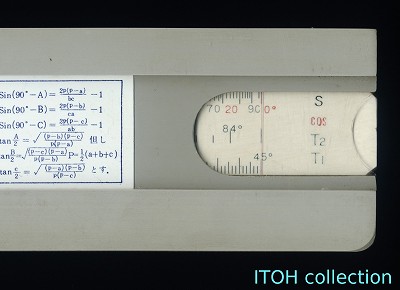 Sin(90°−A)= 2p(p−a)/bc −1
Sin(90°−B)= 2p(p−b)/ca −1
Sin(90°−C)= 2p(p−c)/ab −1
tan A/2 = √(p−b)(p−c)/p(p−a) 但し
tan B/2=√(p−c)(p−a)/p(p−b) p=½(a+b+c)
tan c/2 = √(p−a)(p−b)/p(p−c) とす.
70 20 90 0°
84°
45°
S
cos
T2
T1
ITOH collection